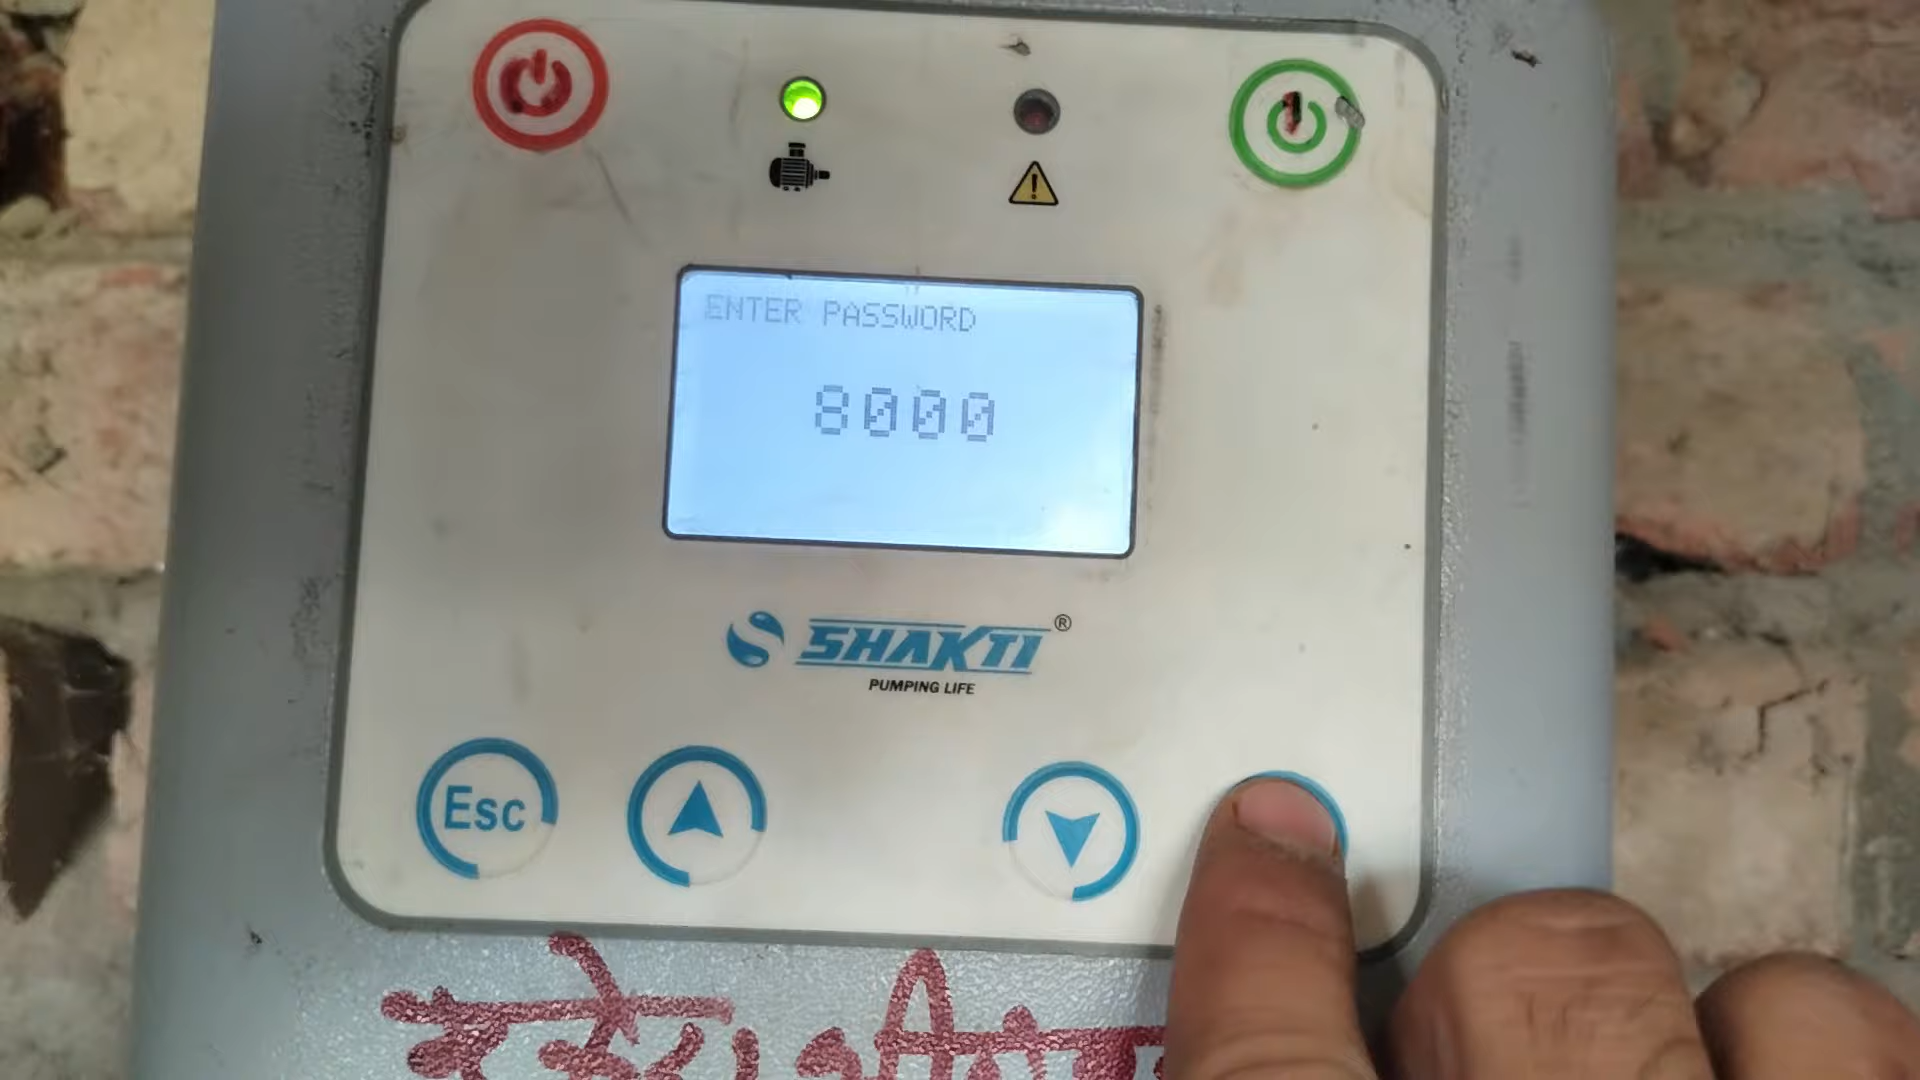 ENTER PASSWORD
8000
SHAKTI®
PUMPING LIFE
Esc